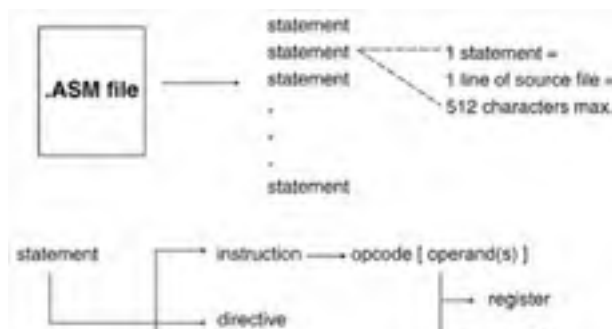 statement
statement
1 statement =
.ASM file
statement
1 line of source file =
512 characters max.
.
.
.
statement
statement
instruction
opcode [ operand(s) ]
register
directive